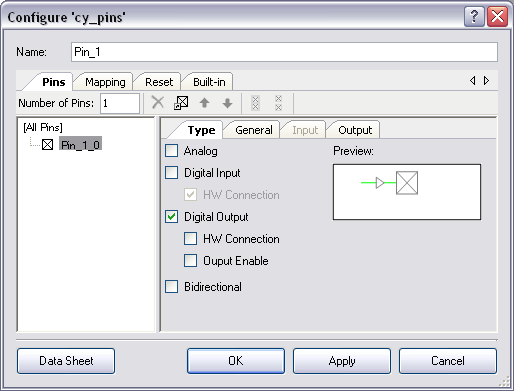 Configure 'cy_pins'
Name: Pin_1
Pins Mapping Reset Built-in
Number of Pins: 1
[All Pins]
Pin_1_0
Type General Input Output
Analog
Preview:
Digital Input
HW Connection
Digital Output
HW Connection
Ouput Enable
Bidirectional
Data Sheet OK Apply Cancel